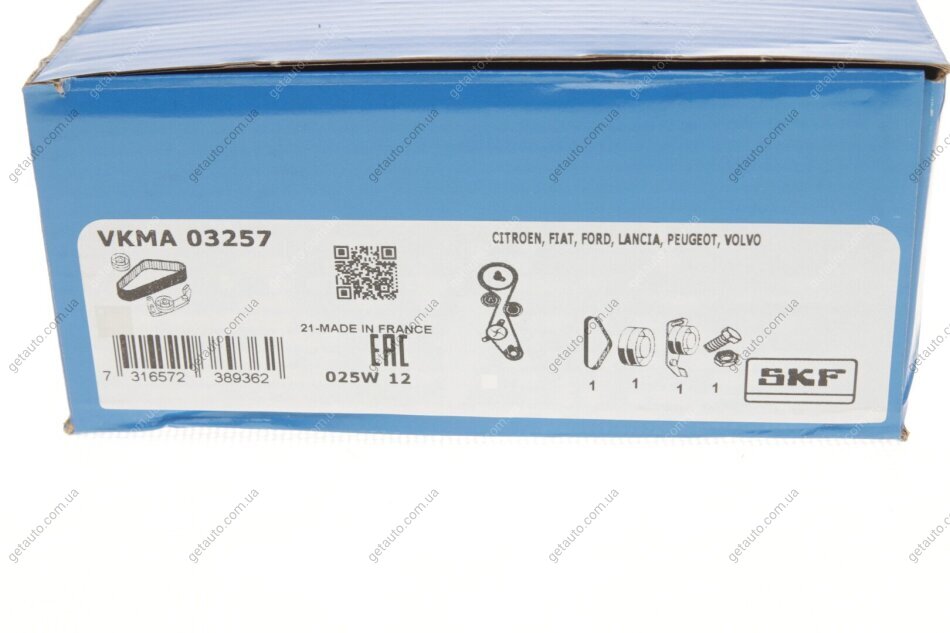 VKMA 03257
CITROEN, FIAT, FORD, LANCIA, PEUGEOT, VOLVO
21-MADE IN FRANCE
EAC
025W 12
7 316572 389362
1 1 1 1
SKF
getauto.com.ua